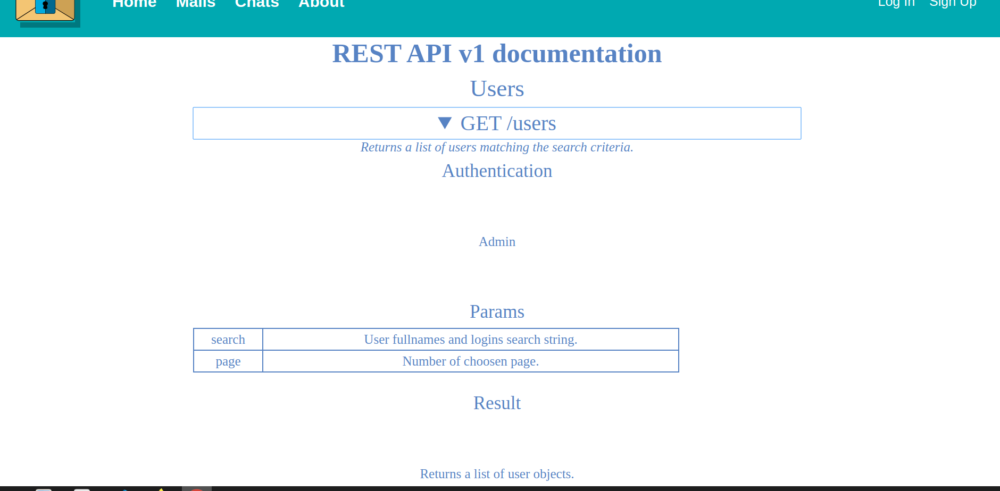 Home Mails Chats About Log In Sign Up
REST API v1 documentation
Users
▼ GET /users
Returns a list of users matching the search criteria.
Authentication
Admin
Params
search User fullnames and logins search string.
page Number of choosen page.
Result
Returns a list of user objects.